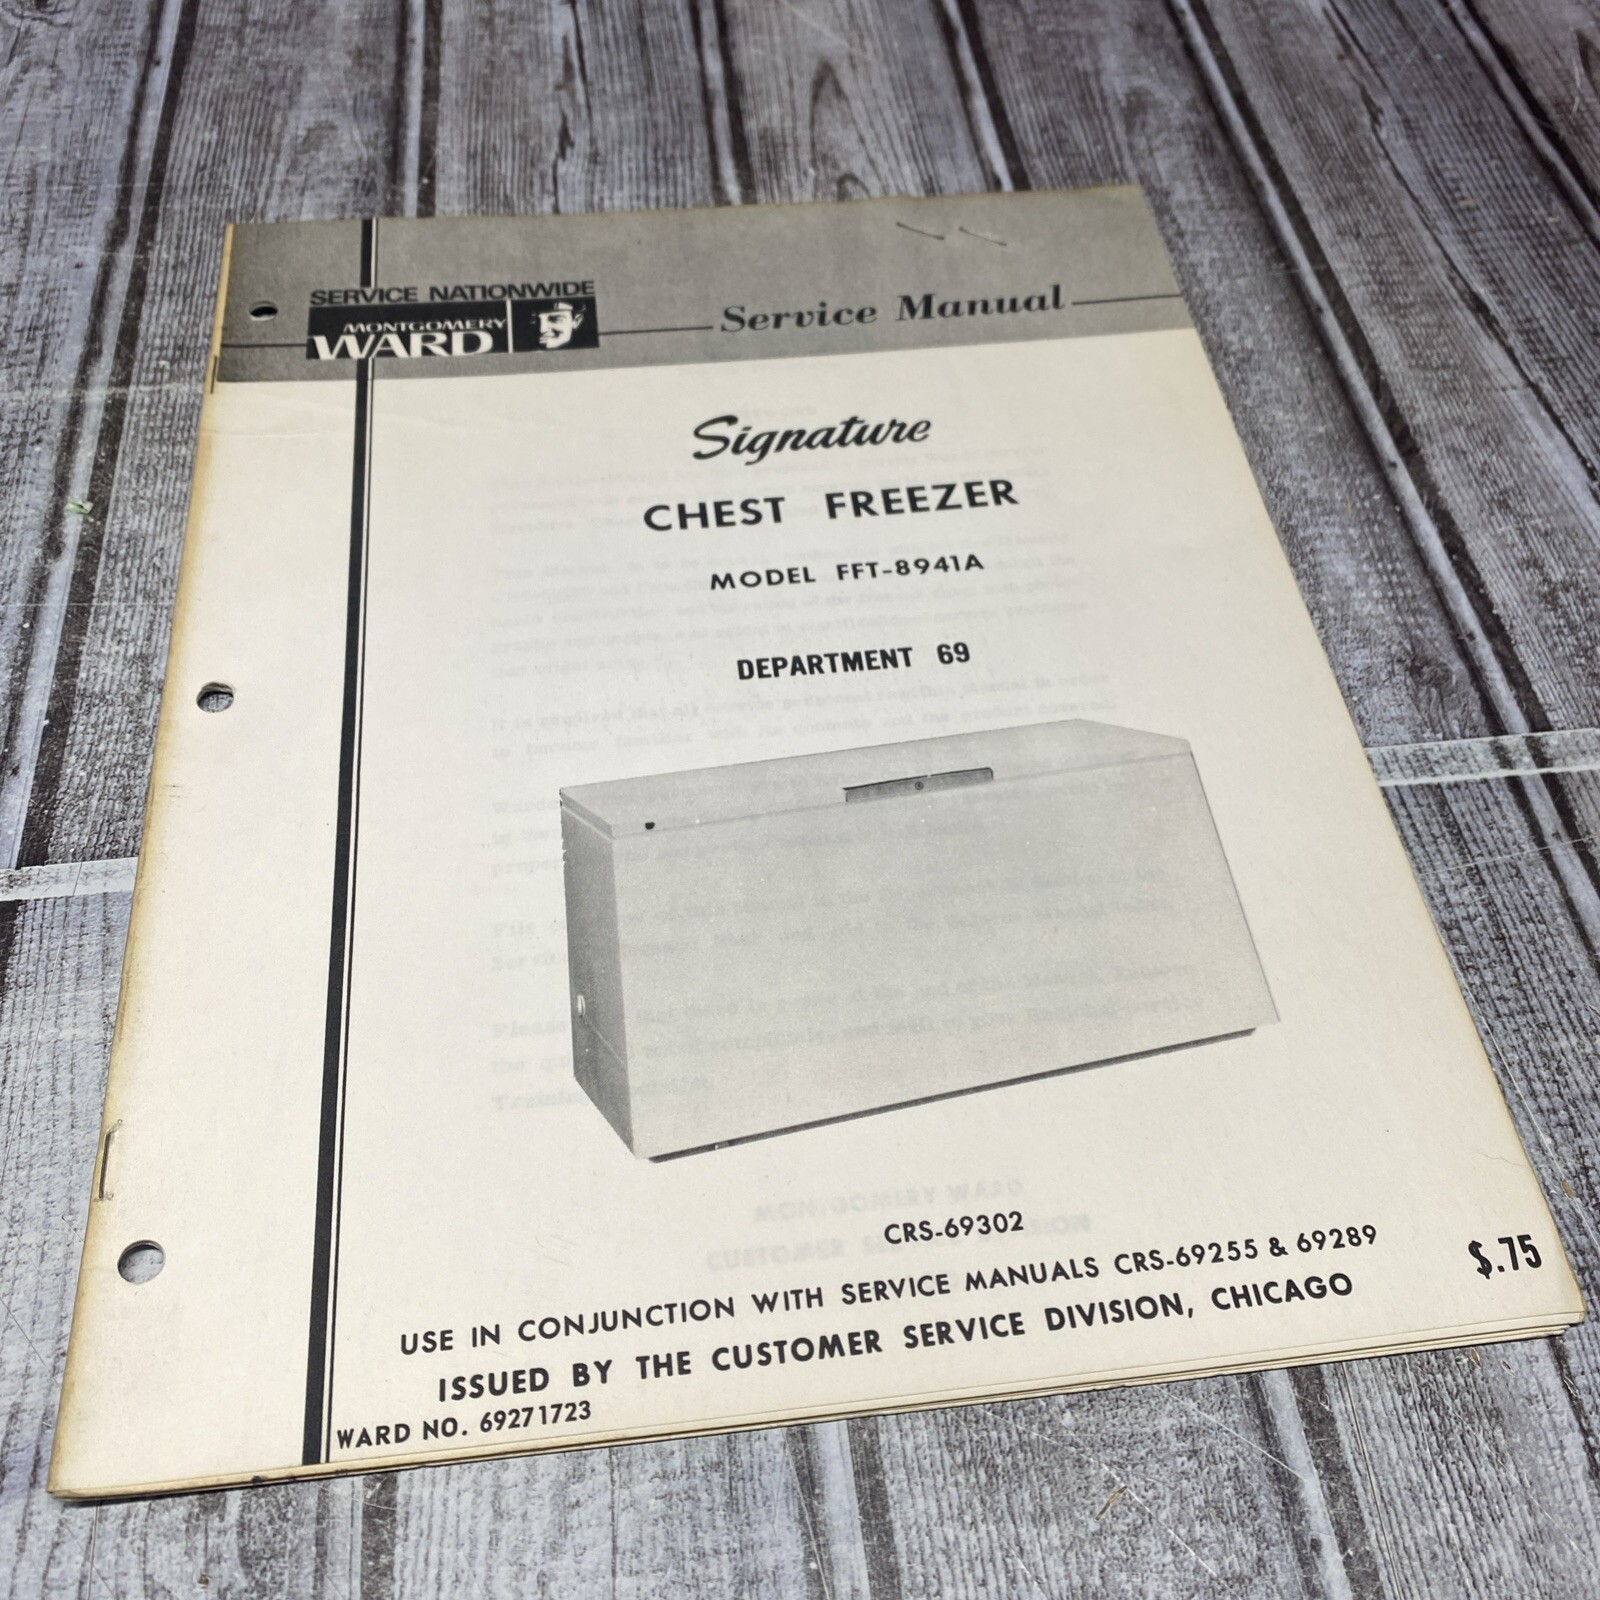 SERVICE NATIONWIDE
MONTGOMERY
WARD
Service Manual
Signature
CHEST FREEZER
MODEL FFT-8941A
DEPARTMENT 69
CRS-69302
USE IN CONJUNCTION WITH SERVICE MANUALS CRS-69255 & 69289
$.75
ISSUED BY THE CUSTOMER SERVICE DIVISION, CHICAGO
WARD NO. 69271723